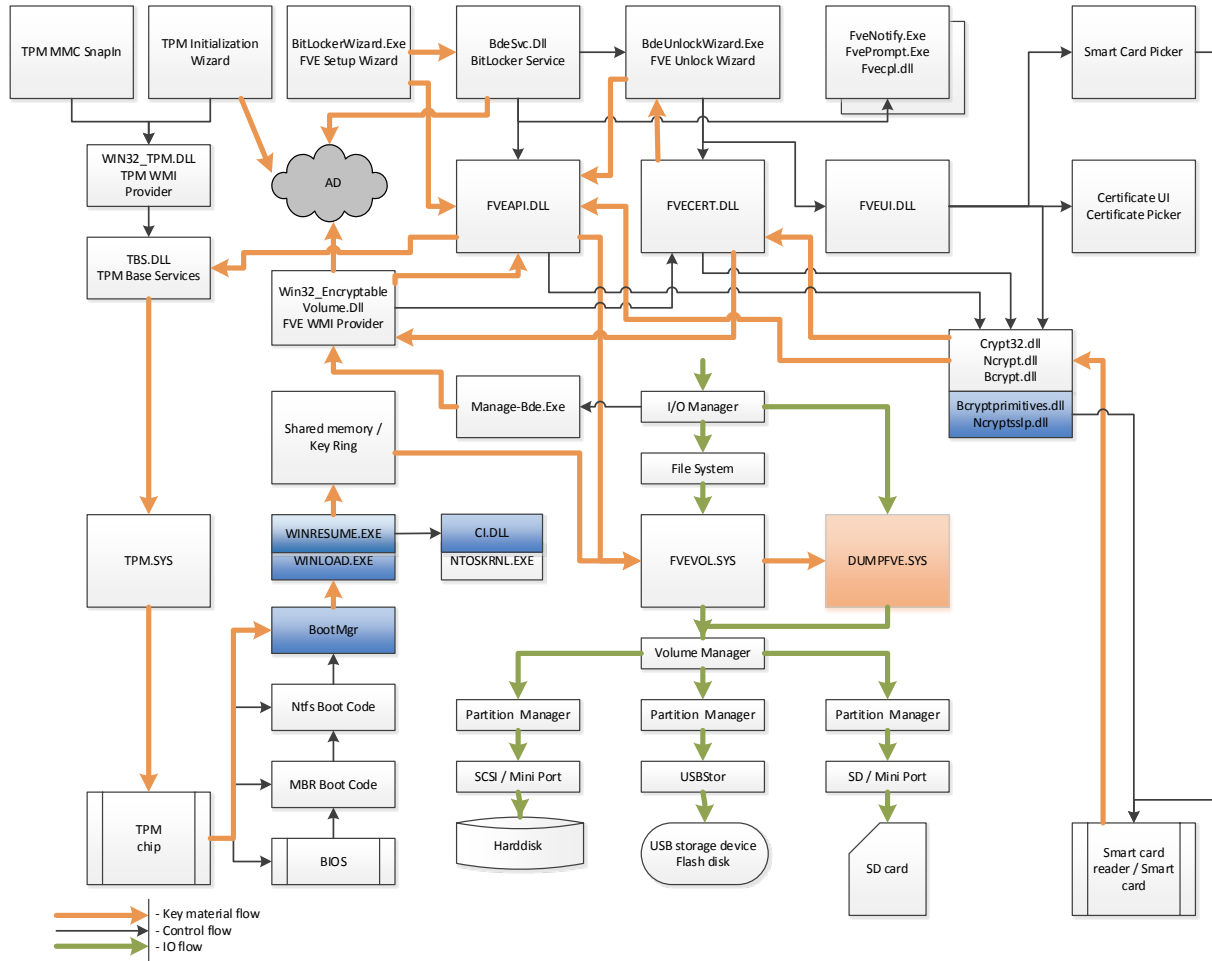 TPM MMC SnapIn
TPM Initialization
Wizard
BitLockerWizard.Exe
FVE Setup Wizard
BdeSvc.Dll
BitLocker Service
BdeUnlockWizard.Exe
FVE Unlock Wizard
FveNotify.Exe
FvePrompt.Exe
Fvecpl.dll
Smart Card Picker
WIN32_TPM.DLL
TPM WMI
Provider
AD
FVEAPI.DLL
FVECERT.DLL
FVEUI.DLL
Certificate UI
Certificate Picker
TBS.DLL
TPM Base Services
Win32_Encryptable
Volume.Dll
FVE WMI Provider
Crypt32.dll
Ncrypt.dll
Bcrypt.dll
Bcryptprimitives.dll
Ncryptsslp.dll
Manage-Bde.Exe
I/O Manager
Shared memory /
Key Ring
File System
TPM.SYS
WINRESUME.EXE
WINLOAD.EXE
CI.DLL
NTOSKRNL.EXE
FVEVOL.SYS
DUMPFVE.SYS
BootMgr
Volume Manager
Ntfs Boot Code
Partition Manager
Partition Manager
Partition Manager
MBR Boot Code
SCSI / Mini Port
USBStor
SD / Mini Port
TPM
chip
BIOS
Harddisk
USB storage device
Flash disk
SD card
Smart card
reader / Smart
card
- Key material flow
- Control flow
- IO flow